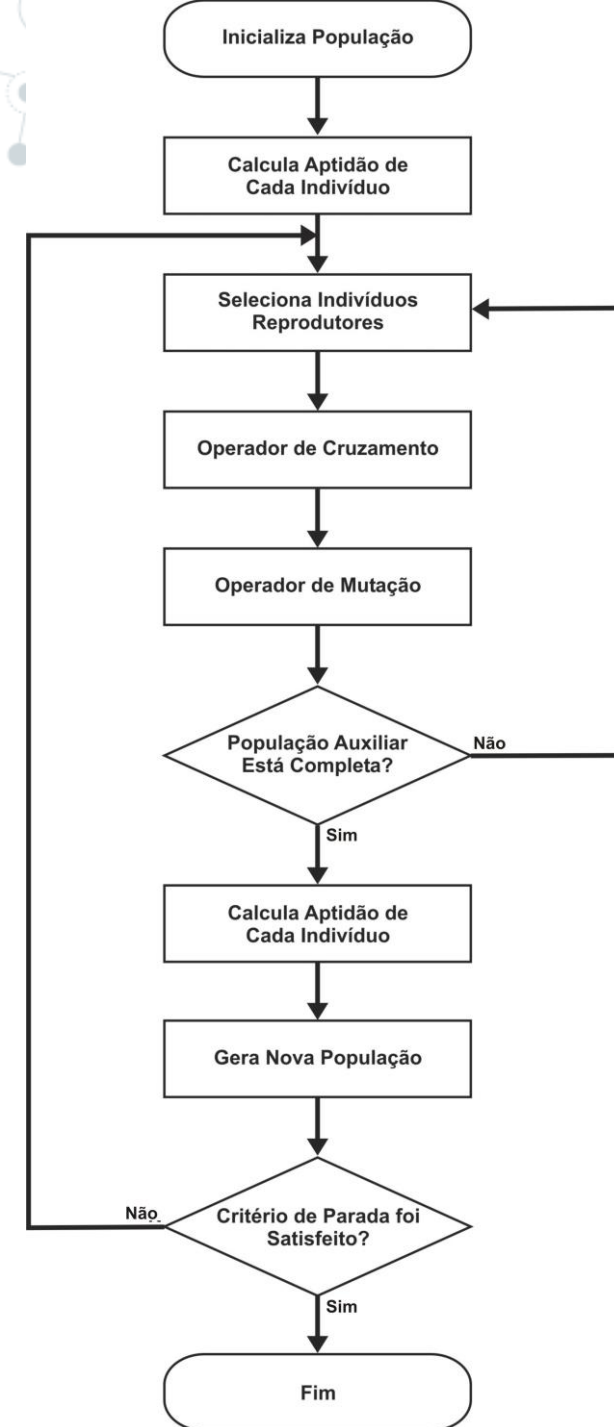 Inicializa População
Calcula Aptidão de
Cada Indivíduo
Seleciona Indivíduos
Reprodutores
Operador de Cruzamento
Operador de Mutação
População Auxiliar
Está Completa?
Não
Sim
Calcula Aptidão de
Cada Indivíduo
Gera Nova População
Não
Critério de Parada foi
Satisfeito?
Sim
Fim